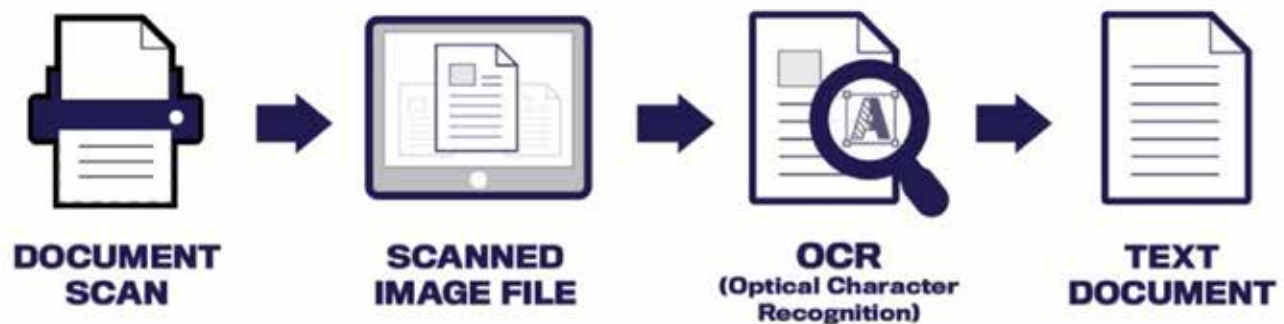 DOCUMENT
SCAN
SCANNED
IMAGE FILE
OCR
(Optical Character
Recognition)
TEXT
DOCUMENT
A